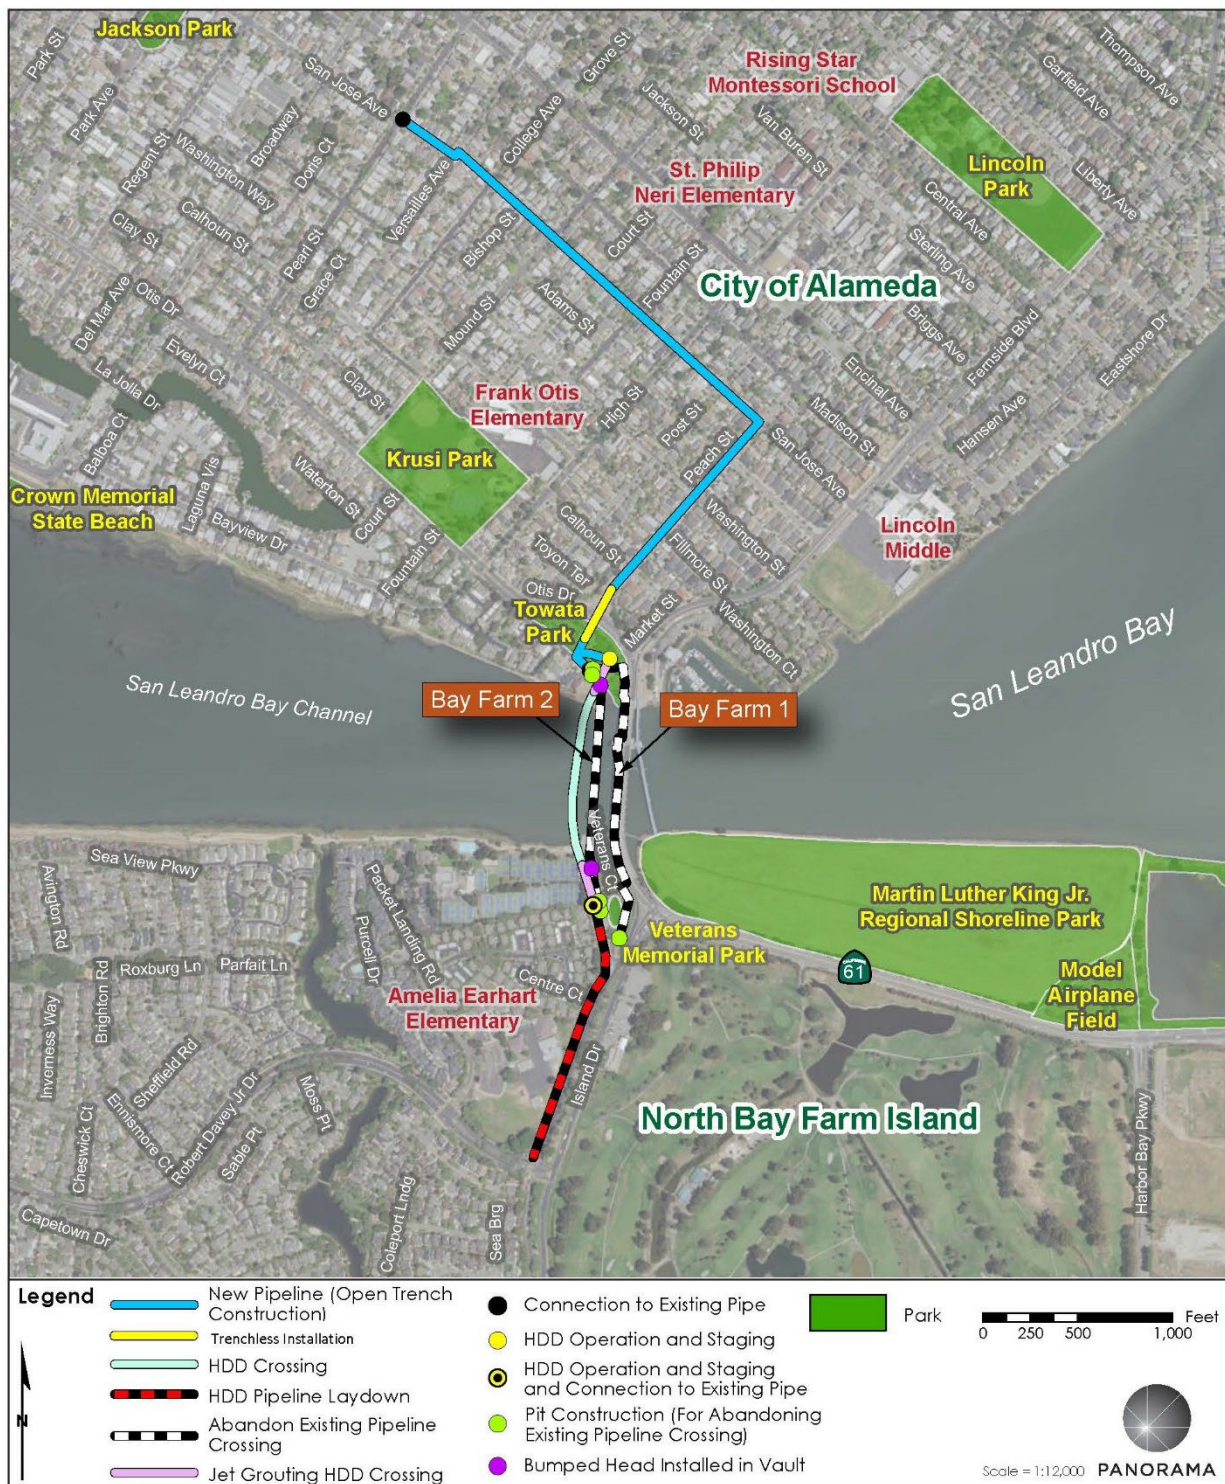 Jackson Park
Park St
San Jose Ave
Grove St
Thompson Ave
Rising Star
Montessori School
Garfield Ave
Park Ave
Broadway
Regent St
Washington Way
Doris Ct
College Ave
Jackson St
Van Buren St
St. Philip
Neri Elementary
Lincoln
Park
Liberty Ave
Versailles Ave
Clay St
Calhoun St
Pearl St
Grace Ct
Bishop St
Court St
Fountain St
Central Ave
Sterling Ave
City of Alameda
Del Mar Ave
Otis Dr
Mound St
Adams St
Briggs Ave
Fernside Blvd
Eastshore Dr
Evelyn Ct
La Jolla Dr
Clay St
Frank Otis
Elementary
High St
Post St
Peach St
Encinal Ave
Madison St
San Jose Ave
Hansen Ave
Balboa Ct
Krusi Park
Crown Memorial
State Beach
Laguna Vis
Bayview Dr
Waterton St
Court St
Fountain St
Calhoun St
Toyon Ter
Otis Dr
Fillmore St
Washington St
Lincoln
Middle
Towata
Park
Market St
Washington Ct
San Leandro Bay Channel
San Leandro Bay
Bay Farm 2
Bay Farm 1
Veterans Ct
Sea View Pkwy
Avington Rd
Packet Landing Rd
Purcell Dr
Martin Luther King Jr.
Regional Shoreline Park
Veterans
Memorial Park
61
Model
Airplane
Field
Roxburg Ln
Parfait Ln
Brighton Rd
Inverness Way
Sheffield Rd
Centre Ct
Amelia Earhart
Elementary
Island Dr
Moss Pt
Robert Davey Jr Dr
Ennismore Ct
Cheswick Ct
Sable Pt
North Bay Farm Island
Harbor Bay Pkwy
Capetown Dr
Coleport Lndg
Sea Brg
Legend
New Pipeline (Open Trench
Construction)
Trenchless Installation
HDD Crossing
HDD Pipeline Laydown
Abandon Existing Pipeline
Crossing
Jet Grouting HDD Crossing
N
Connection to Existing Pipe
HDD Operation and Staging
HDD Operation and Staging
and Connection to Existing Pipe
Pit Construction (For Abandoning
Existing Pipeline Crossing)
Bumped Head Installed in Vault
Park
Feet
0 250 500 1,000
Scale = 1:12,000 PANORAMA